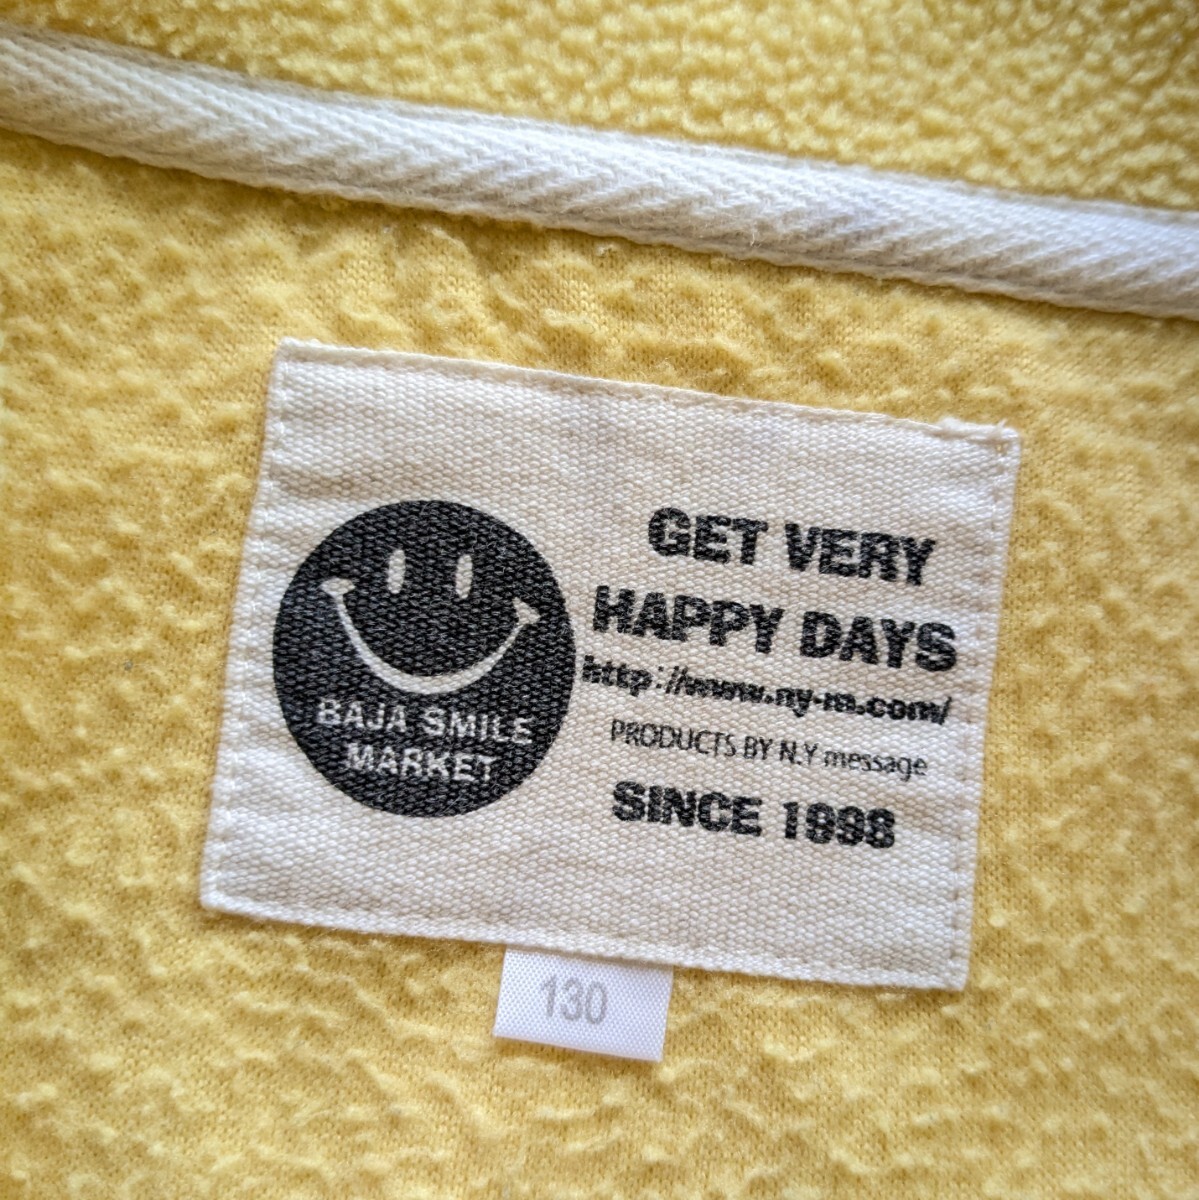 BAJA SMILE
MARKET
GET VERY
HAPPY DAYS
http://www.ny-m.com/
PRODUCTS BY N.Y message
SINCE 1998
130